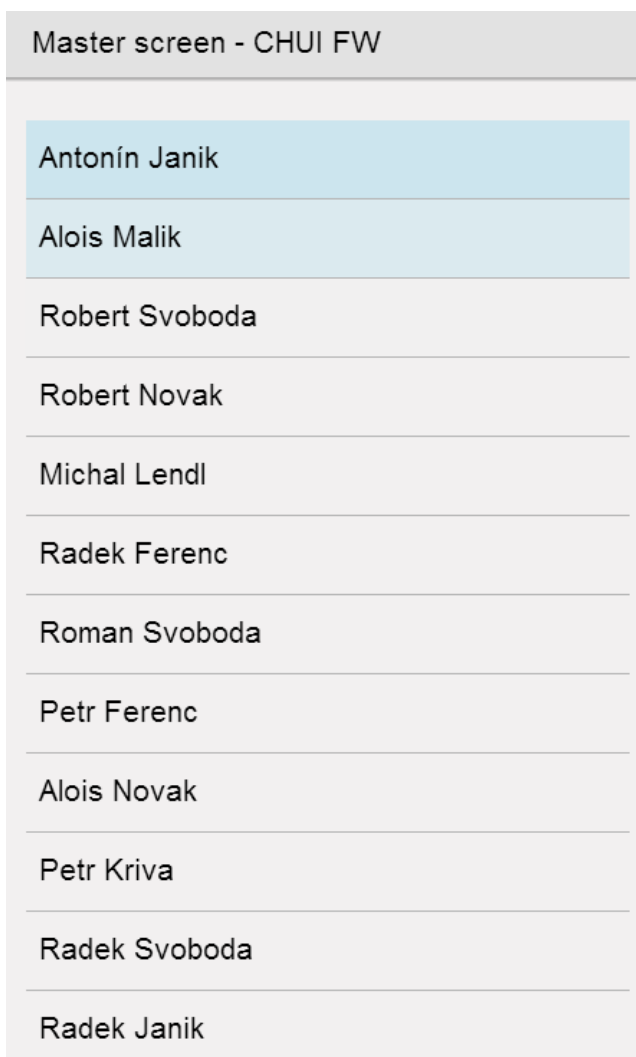 Master screen - CHUI FW
Antonín Janik
Alois Malik
Robert Svoboda
Robert Novak
Michal Lendl
Radek Ferenc
Roman Svoboda
Petr Ferenc
Alois Novak
Petr Kriva
Radek Svoboda
Radek Janik